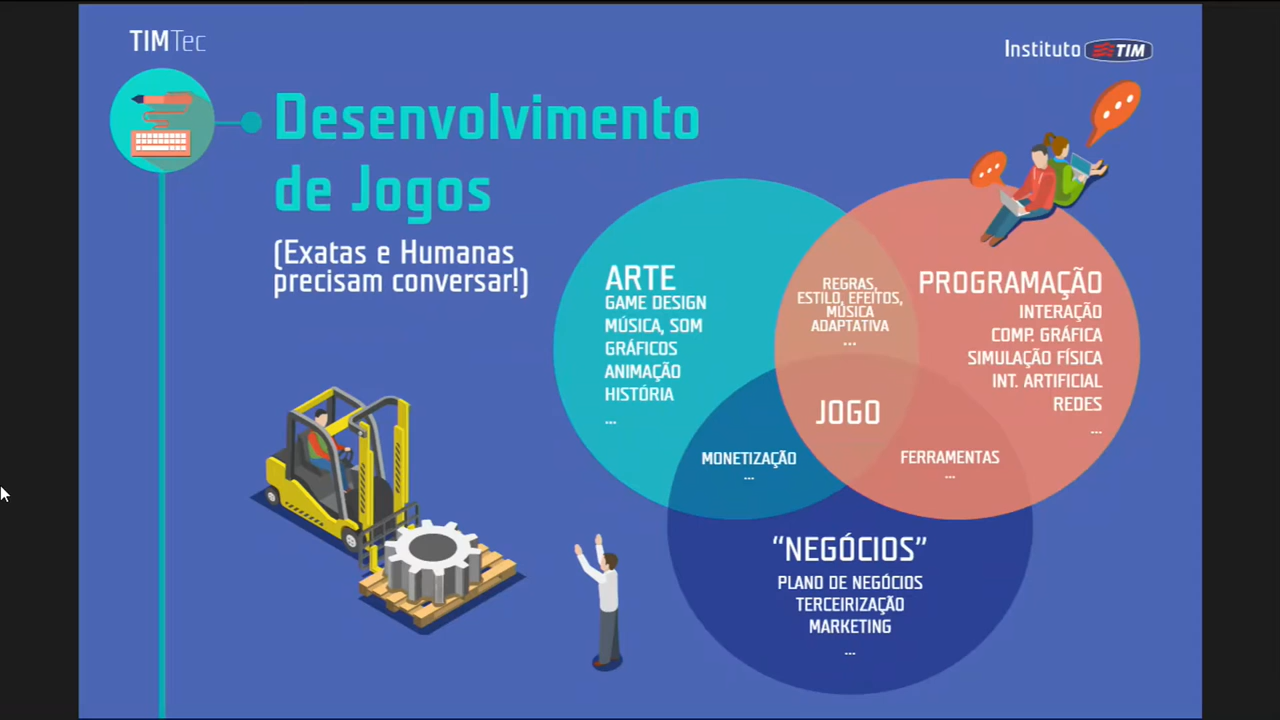 TIMTec
Instituto TIM
Desenvolvimento
de Jogos
(Exatas e Humanas
precisam conversar!)
ARTE
GAME DESIGN
MÚSICA, SOM
GRÁFICOS
ANIMAÇÃO
HISTÓRIA
...
REGRAS,
ESTILO, EFEITOS,
MÚSICA
ADAPTATIVA
...
PROGRAMAÇÃO
INTERAÇÃO
COMP. GRÁFICA
SIMULAÇÃO FÍSICA
INT. ARTIFICIAL
REDES
...
JOGO
MONETIZAÇÃO
...
FERRAMENTAS
...
“NEGÓCIOS”
PLANO DE NEGÓCIOS
TERCEIRIZAÇÃO
MARKETING
...